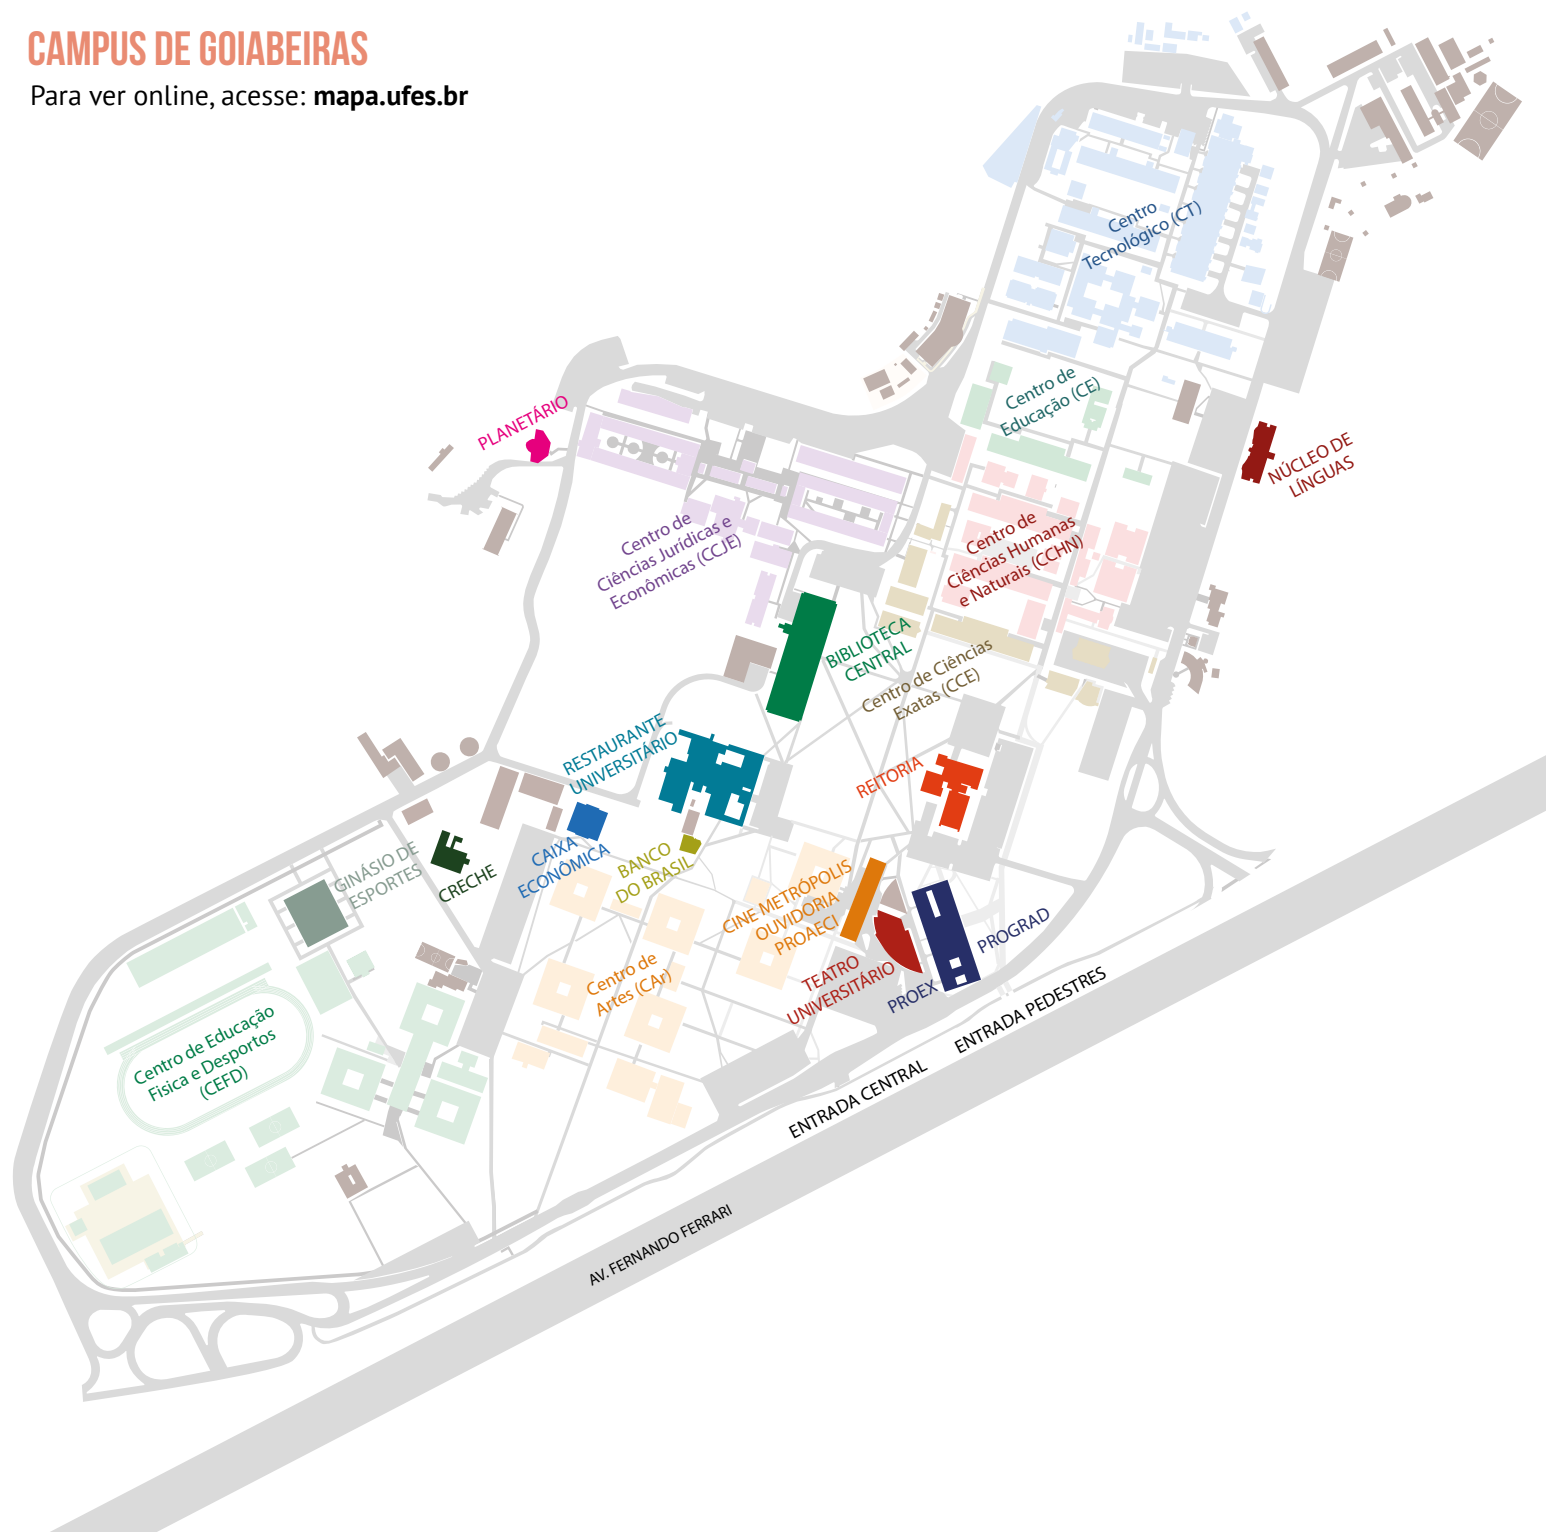 CAMPUS DE GOIABEIRAS
Para ver online, acesse: mapa.ufes.br
Centro
Tecnológico (CT)
Centro de
Educação (CE)
PLANETÁRIO
NÚCLEO DE
LÍNGUAS
Centro de
Ciências Jurídicas e
Econômicas (CCJE)
Centro de
Ciências Humanas
e Naturais (CCHN)
BIBLIOTECA
CENTRAL
Centro de Ciências
Exatas (CCE)
RESTAURANTE
UNIVERSITÁRIO
REITORIA
GINÁSIO DE
ESPORTES
CRECHE
CAIXA
ECONÔMICA
BANCO
DO BRASIL
CINE METRÓPOLIS
OUVIDORIA
PROAECI
PROGRAD
TEATRO
UNIVERSITÁRIO
PROEX
Centro de
Artes (CAr)
Centro de Educação
Fisica e Desportos
(CEFD)
ENTRADA PEDESTRES
ENTRADA CENTRAL
AV. FERNANDO FERRARI